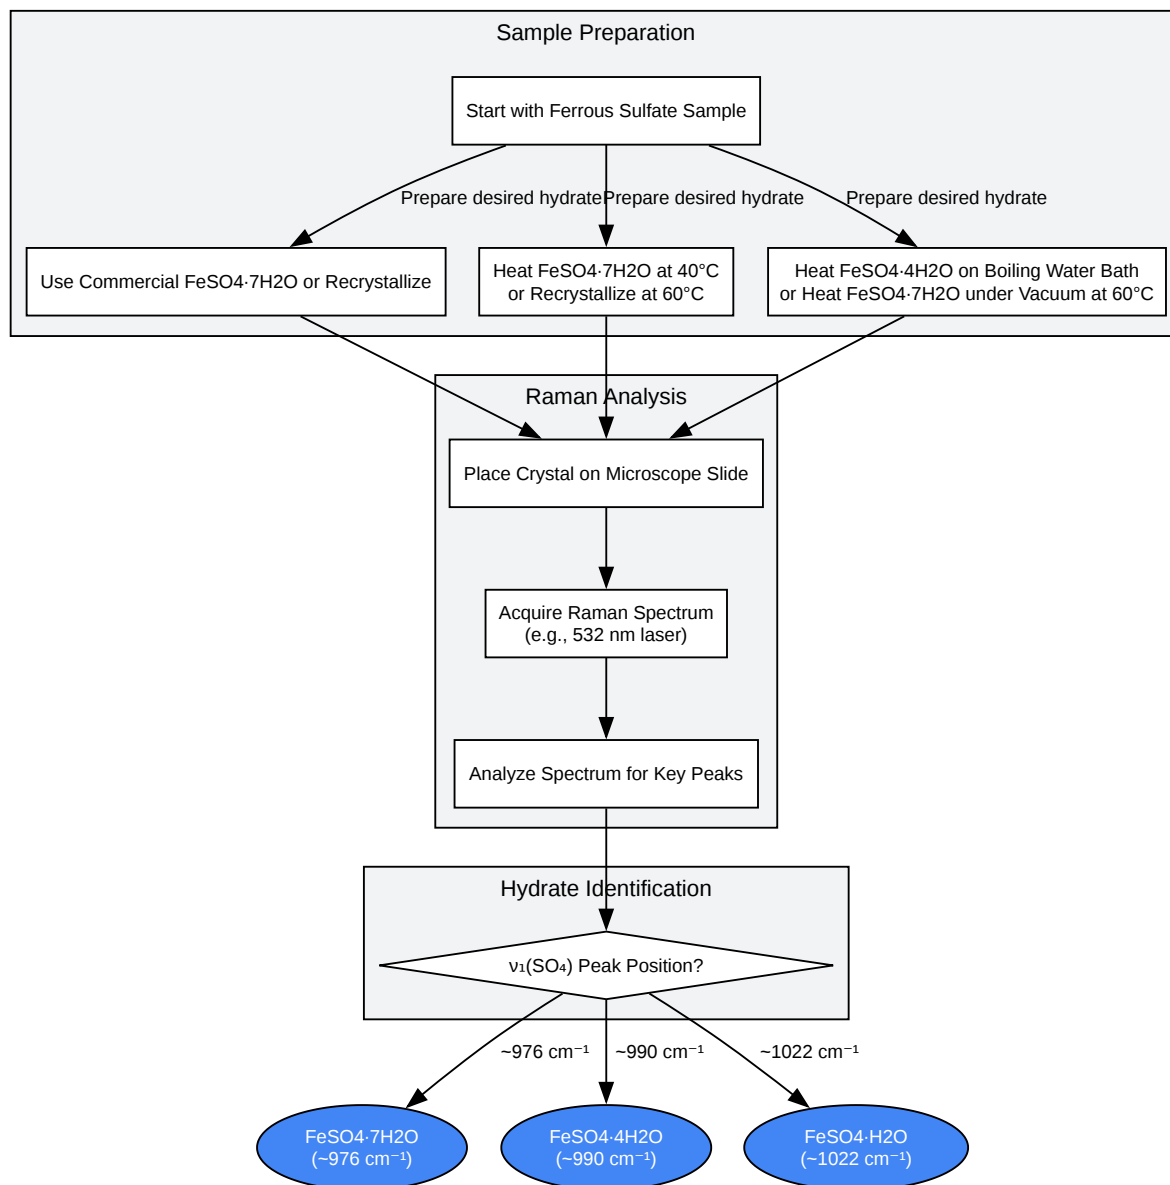 Sample Preparation
Start with Ferrous Sulfate Sample
Prepare desired hydrate
Prepare desired hydrate
Prepare desired hydrate
Use Commercial FeSO4·7H2O or Recrystallize
Heat FeSO4·7H2O at 40°C
or Recrystallize at 60°C
Heat FeSO4·4H2O on Boiling Water Bath
or Heat FeSO4·7H2O under Vacuum at 60°C
Raman Analysis
Place Crystal on Microscope Slide
Acquire Raman Spectrum
(e.g., 532 nm laser)
Analyze Spectrum for Key Peaks
Hydrate Identification
ν₁(SO₄) Peak Position?
~976 cm⁻¹
~990 cm⁻¹
~1022 cm⁻¹
FeSO4·7H2O
(~976 cm⁻¹)
FeSO4·4H2O
(~990 cm⁻¹)
FeSO4·H2O
(~1022 cm⁻¹)